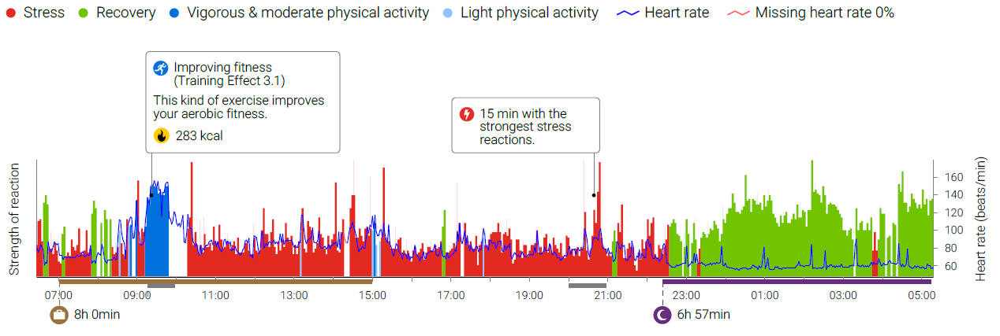 Stress
Recovery
Vigorous & moderate physical activity
Light physical activity
Heart rate
Missing heart rate 0%
Improving fitness
(Training Effect 3.1)
This kind of exercise improves
your aerobic fitness.
283 kcal
15 min with the
strongest stress
reactions.
Strength of reaction
160
140
120
100
80
60
Heart rate (beats/min)
07:00
09:00
11:00
13:00
15:00
17:00
19:00
21:00
23:00
01:00
03:00
05:00
8h 0min
6h 57min